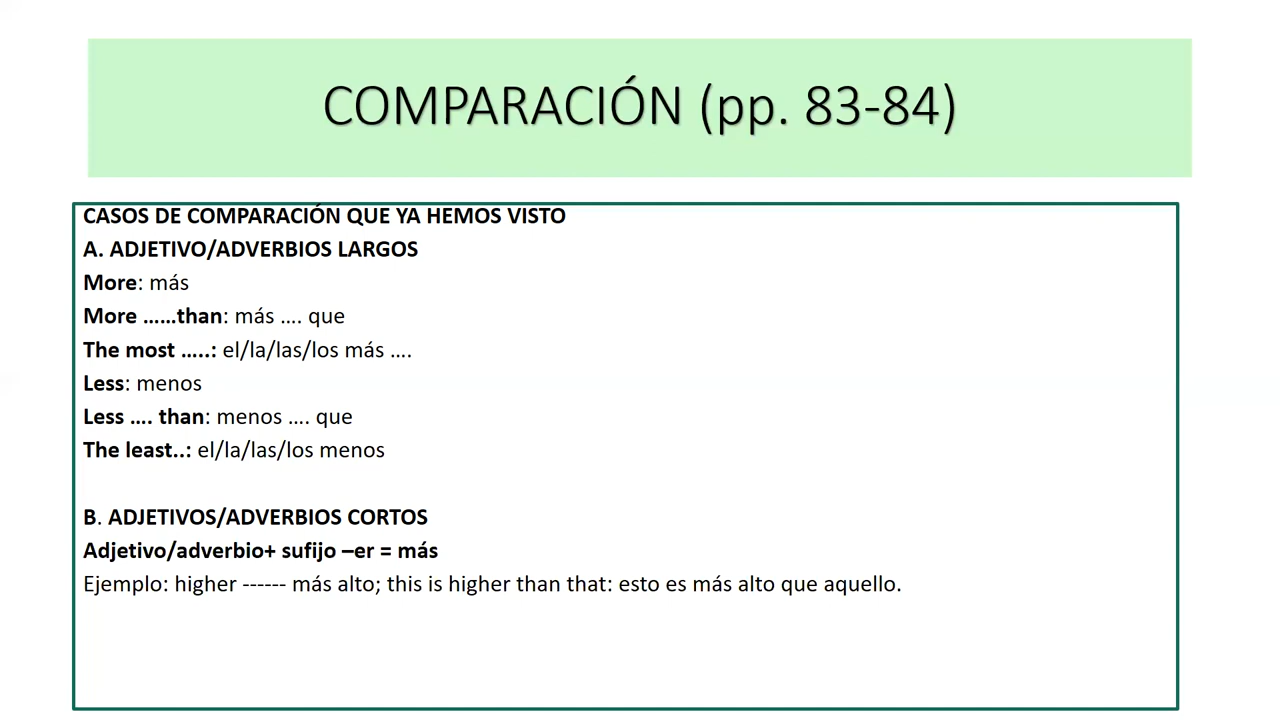 COMPARACIÓN (pp. 83-84)
CASOS DE COMPARACIÓN QUE YA HEMOS VISTO
A. ADJETIVO/ADVERBIOS LARGOS
More: más
More ……than: más …. que
The most …..: el/la/las/los más ….
Less: menos
Less …. than: menos …. que
The least..: el/la/las/los menos
B. ADJETIVOS/ADVERBIOS CORTOS
Adjetivo/adverbio+ sufijo –er = más
Ejemplo: higher ------ más alto; this is higher than that: esto es más alto que aquello.